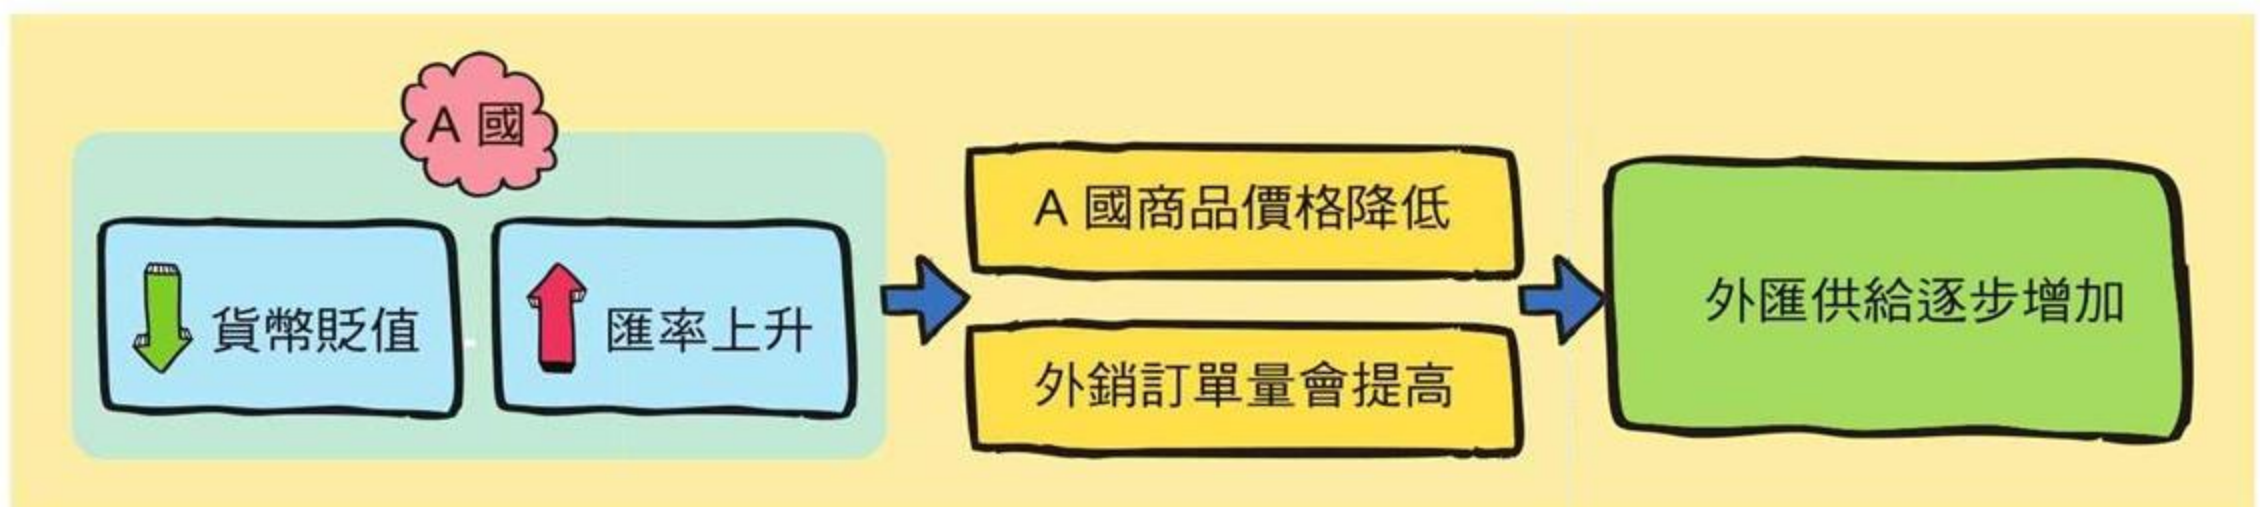 A 國
貨幣貶值
匯率上升
A 國商品價格降低
外銷訂單量會提高
外匯供給逐步增加